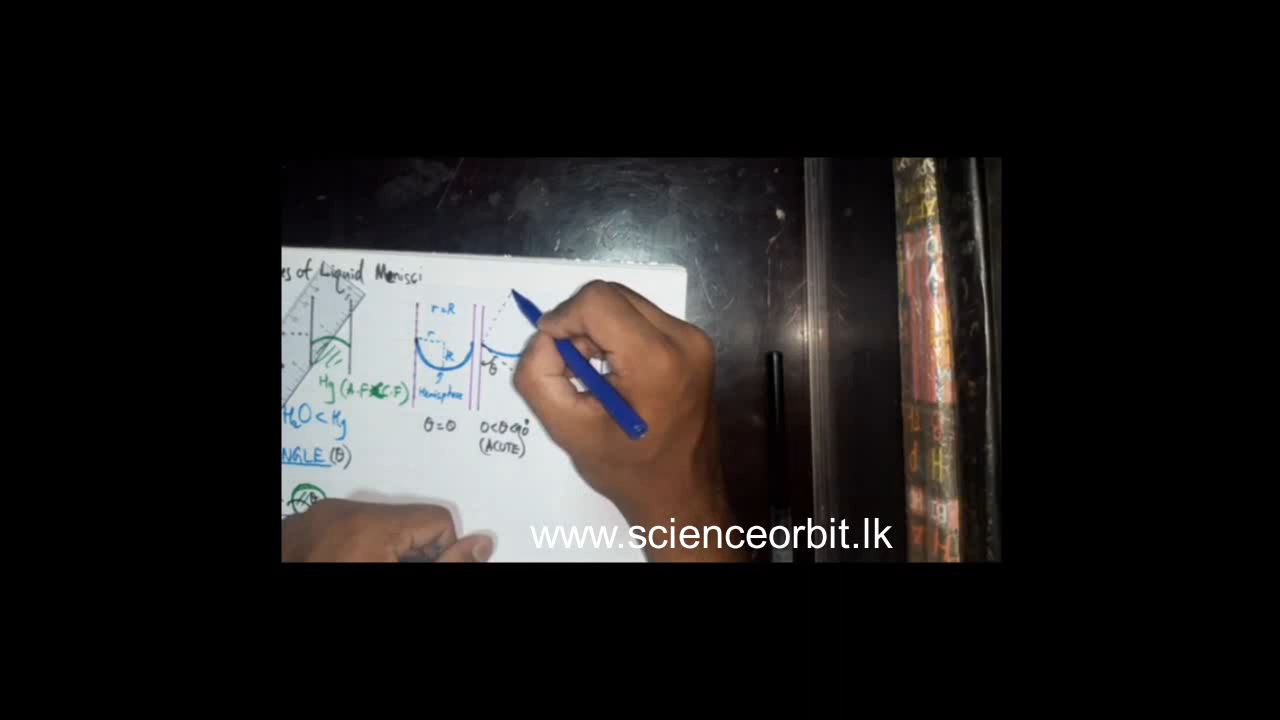 es of Liquid Menisci
r=R
r
R
Hemisphere
θ
Hg (A.F<C.F)
H2O < Hg
θ = 0 0<θ<90°
(ACUTE)
NGLE (θ)
www.scienceorbit.lk